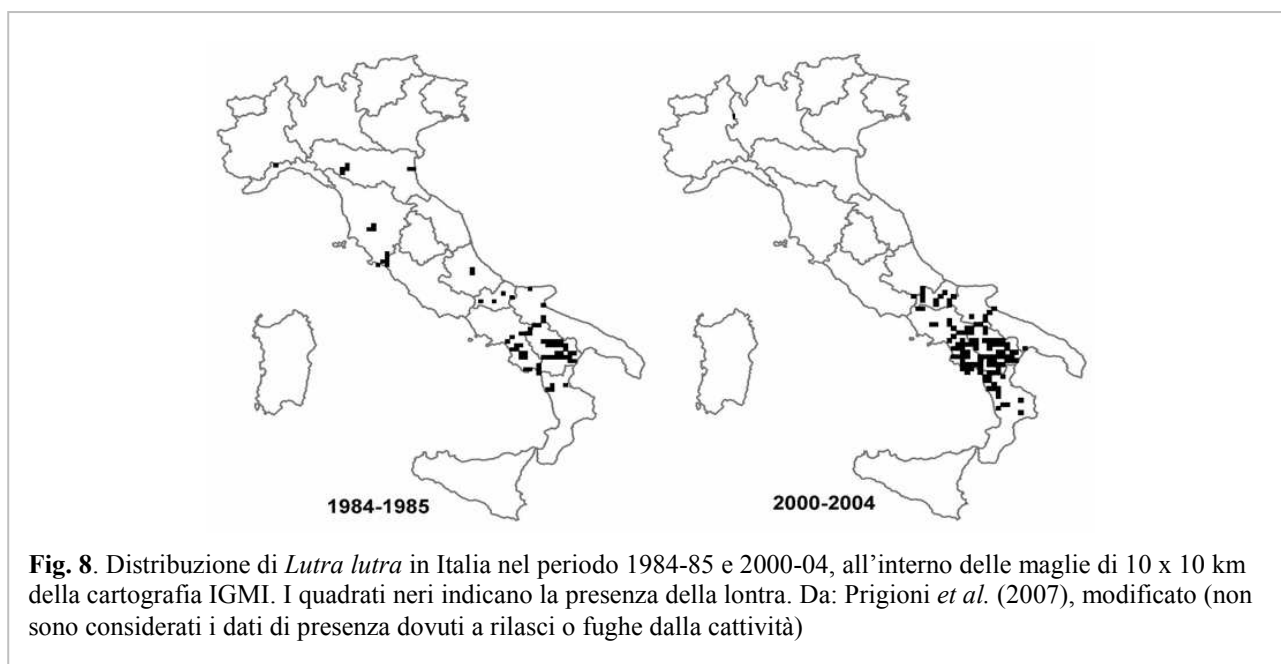 1984-1985
2000-2004
Fig. 8. Distribuzione di Lutra lutra in Italia nel periodo 1984-85 e 2000-04, all’interno delle maglie di 10 x 10 km
della cartografia IGMI. I quadrati neri indicano la presenza della lontra. Da: Prigioni et al. (2007), modificato (non
sono considerati i dati di presenza dovuti a rilasci o fughe dalla cattività)